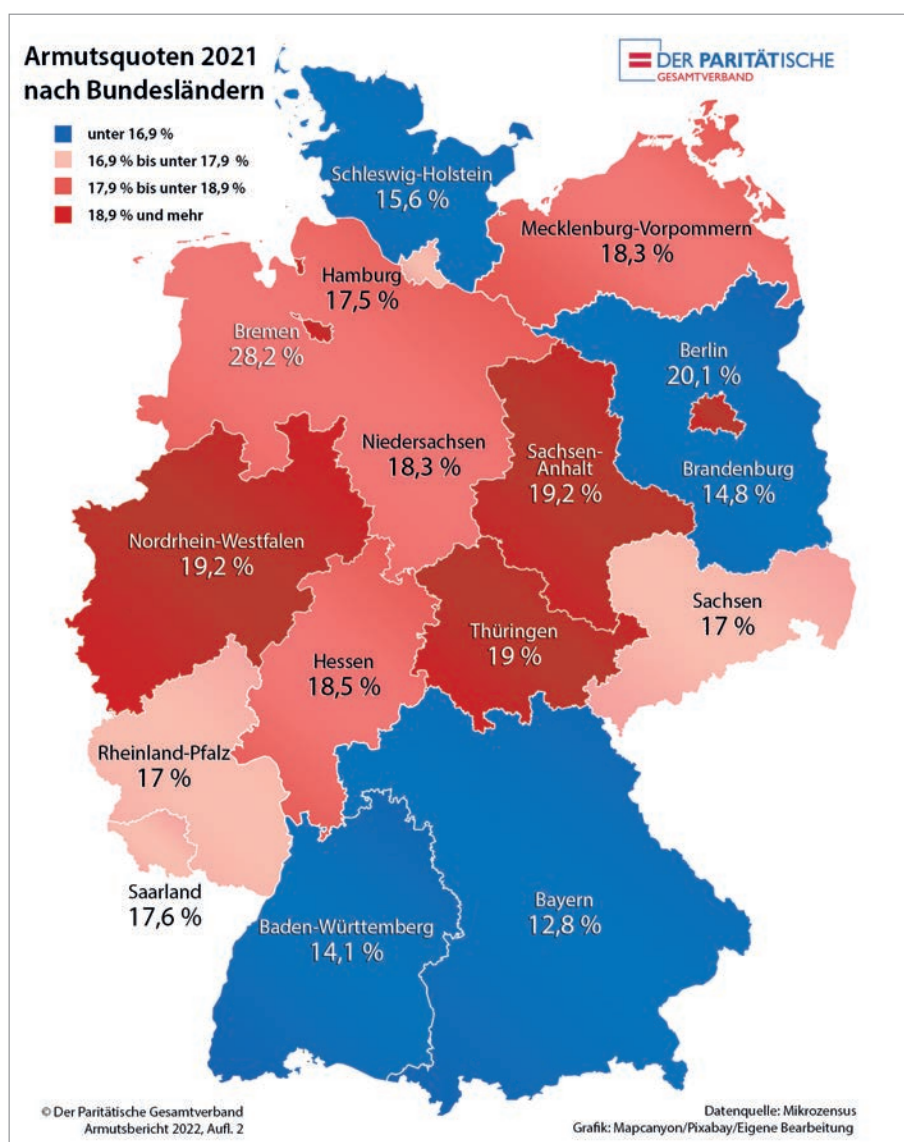 Armutsquoten 2021
nach Bundesländern
DER PARITÄTISCHE
GESAMTVERBAND
unter 16,9 %
16,9 % bis unter 17,9 %
17,9 % bis unter 18,9 %
18,9 % und mehr
Schleswig-Holstein
15,6 %
Mecklenburg-Vorpommern
18,3 %
Hamburg
17,5 %
Bremen
28,2 %
Berlin
20,1 %
Niedersachsen
18,3 %
Sachsen-
Anhalt
19,2 %
Brandenburg
14,8 %
Nordrhein-Westfalen
19,2 %
Sachsen
17 %
Thüringen
19 %
Hessen
18,5 %
Rheinland-Pfalz
17 %
Saarland
17,6 %
Baden-Württemberg
14,1 %
Bayern
12,8 %
© Der Paritätische Gesamtverband
Armutsbericht 2022, Aufl. 2
Datenquelle: Mikrozensus
Grafik: Mapcanyon/Pixabay/Eigene Bearbeitung